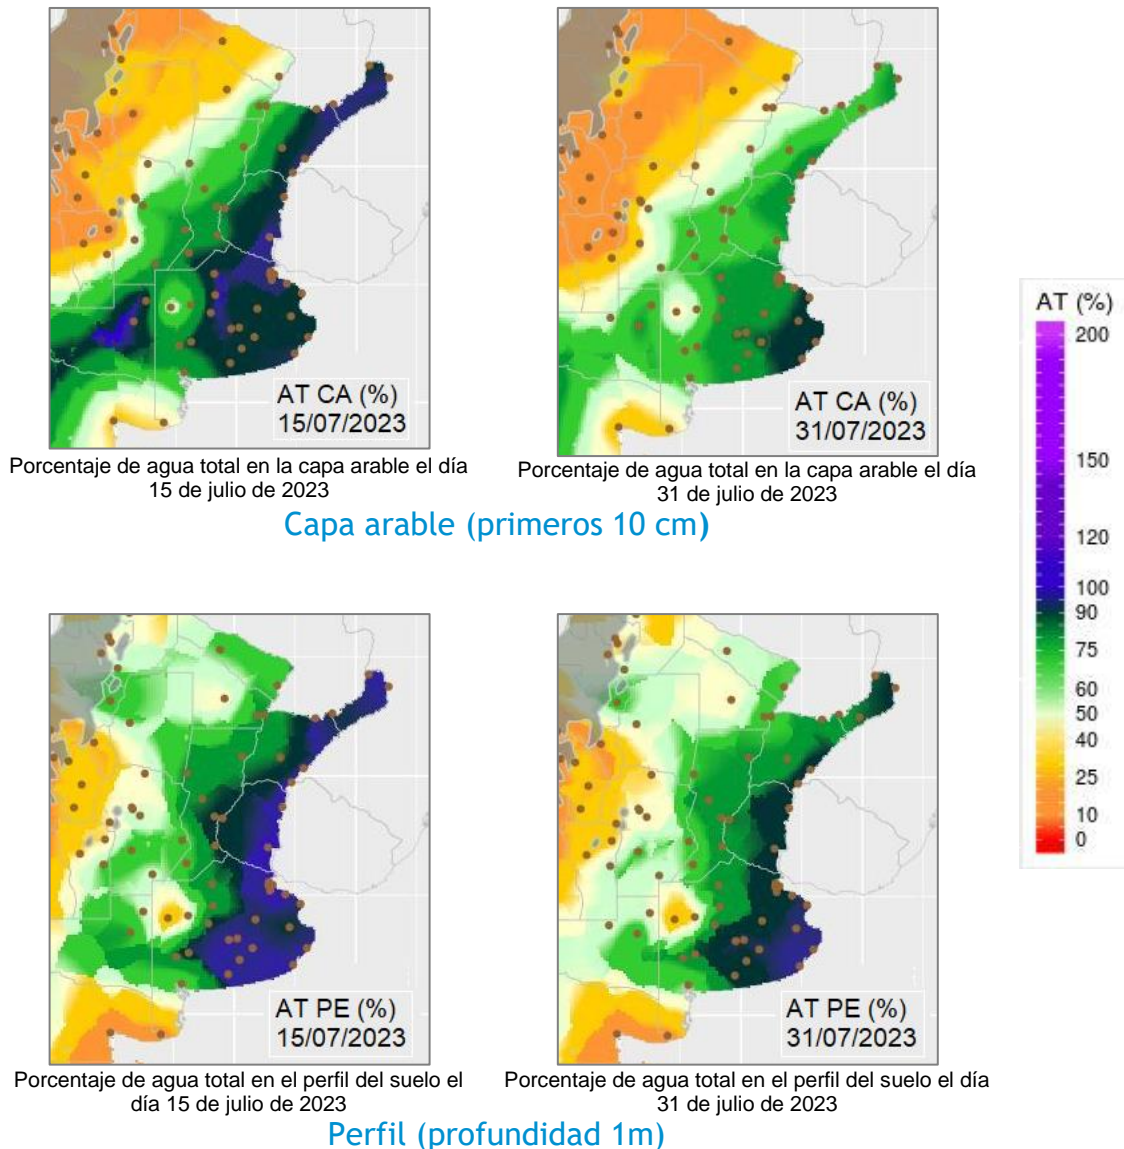 AT CA (%)
15/07/2023
AT CA (%)
31/07/2023
Porcentaje de agua total en la capa arable el día
15 de julio de 2023
Porcentaje de agua total en la capa arable el día
31 de julio de 2023
Capa arable (primeros 10 cm)
AT (%)
200
150
120
100
90
75
60
50
40
25
10
0
AT PE (%)
15/07/2023
AT PE (%)
31/07/2023
Porcentaje de agua total en el perfil del suelo el
día 15 de julio de 2023
Porcentaje de agua total en el perfil del suelo el día
31 de julio de 2023
Perfil (profundidad 1m)